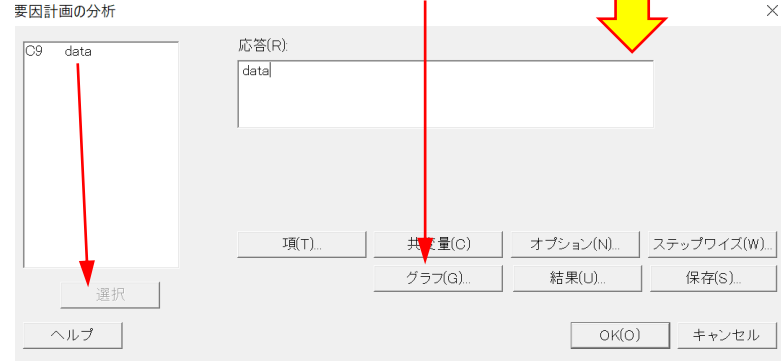 要因計画の分析
C9 data
応答(R):
data
項(T)...
共変量(C)
オプション(N)...
ステップワイズ(W)...
グラフ(G)...
結果(U)...
保存(S)...
選択
ヘルプ
OK(O)
キャンセル